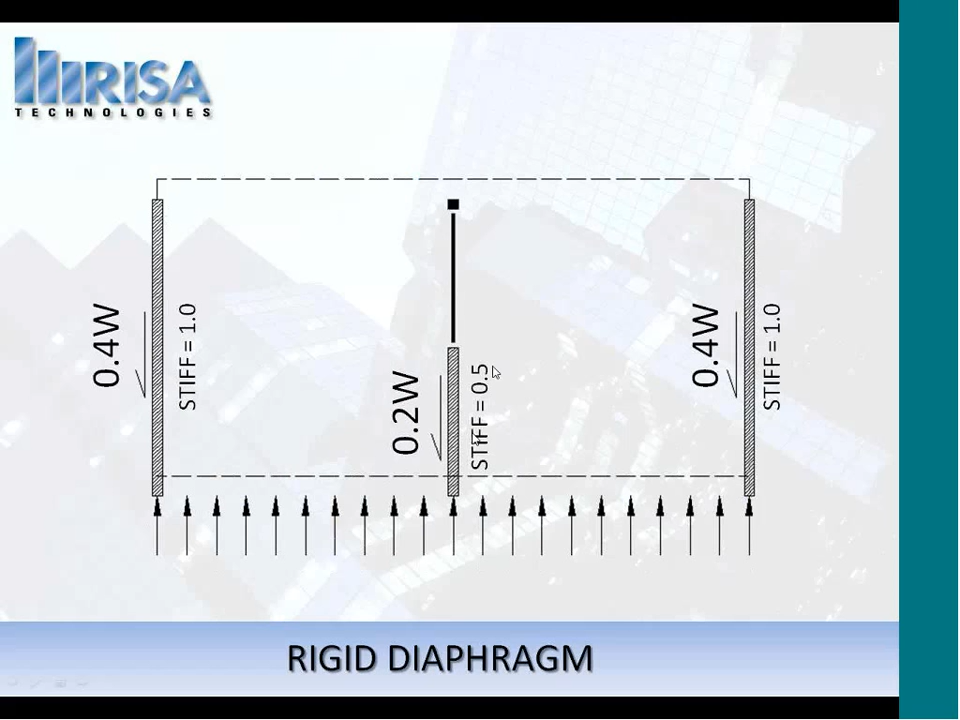 RISA
TECHNOLOGIES
0.4W
STIFF = 1.0
0.2W
STIFF = 0.5
0.4W
STIFF = 1.0
RIGID DIAPHRAGM